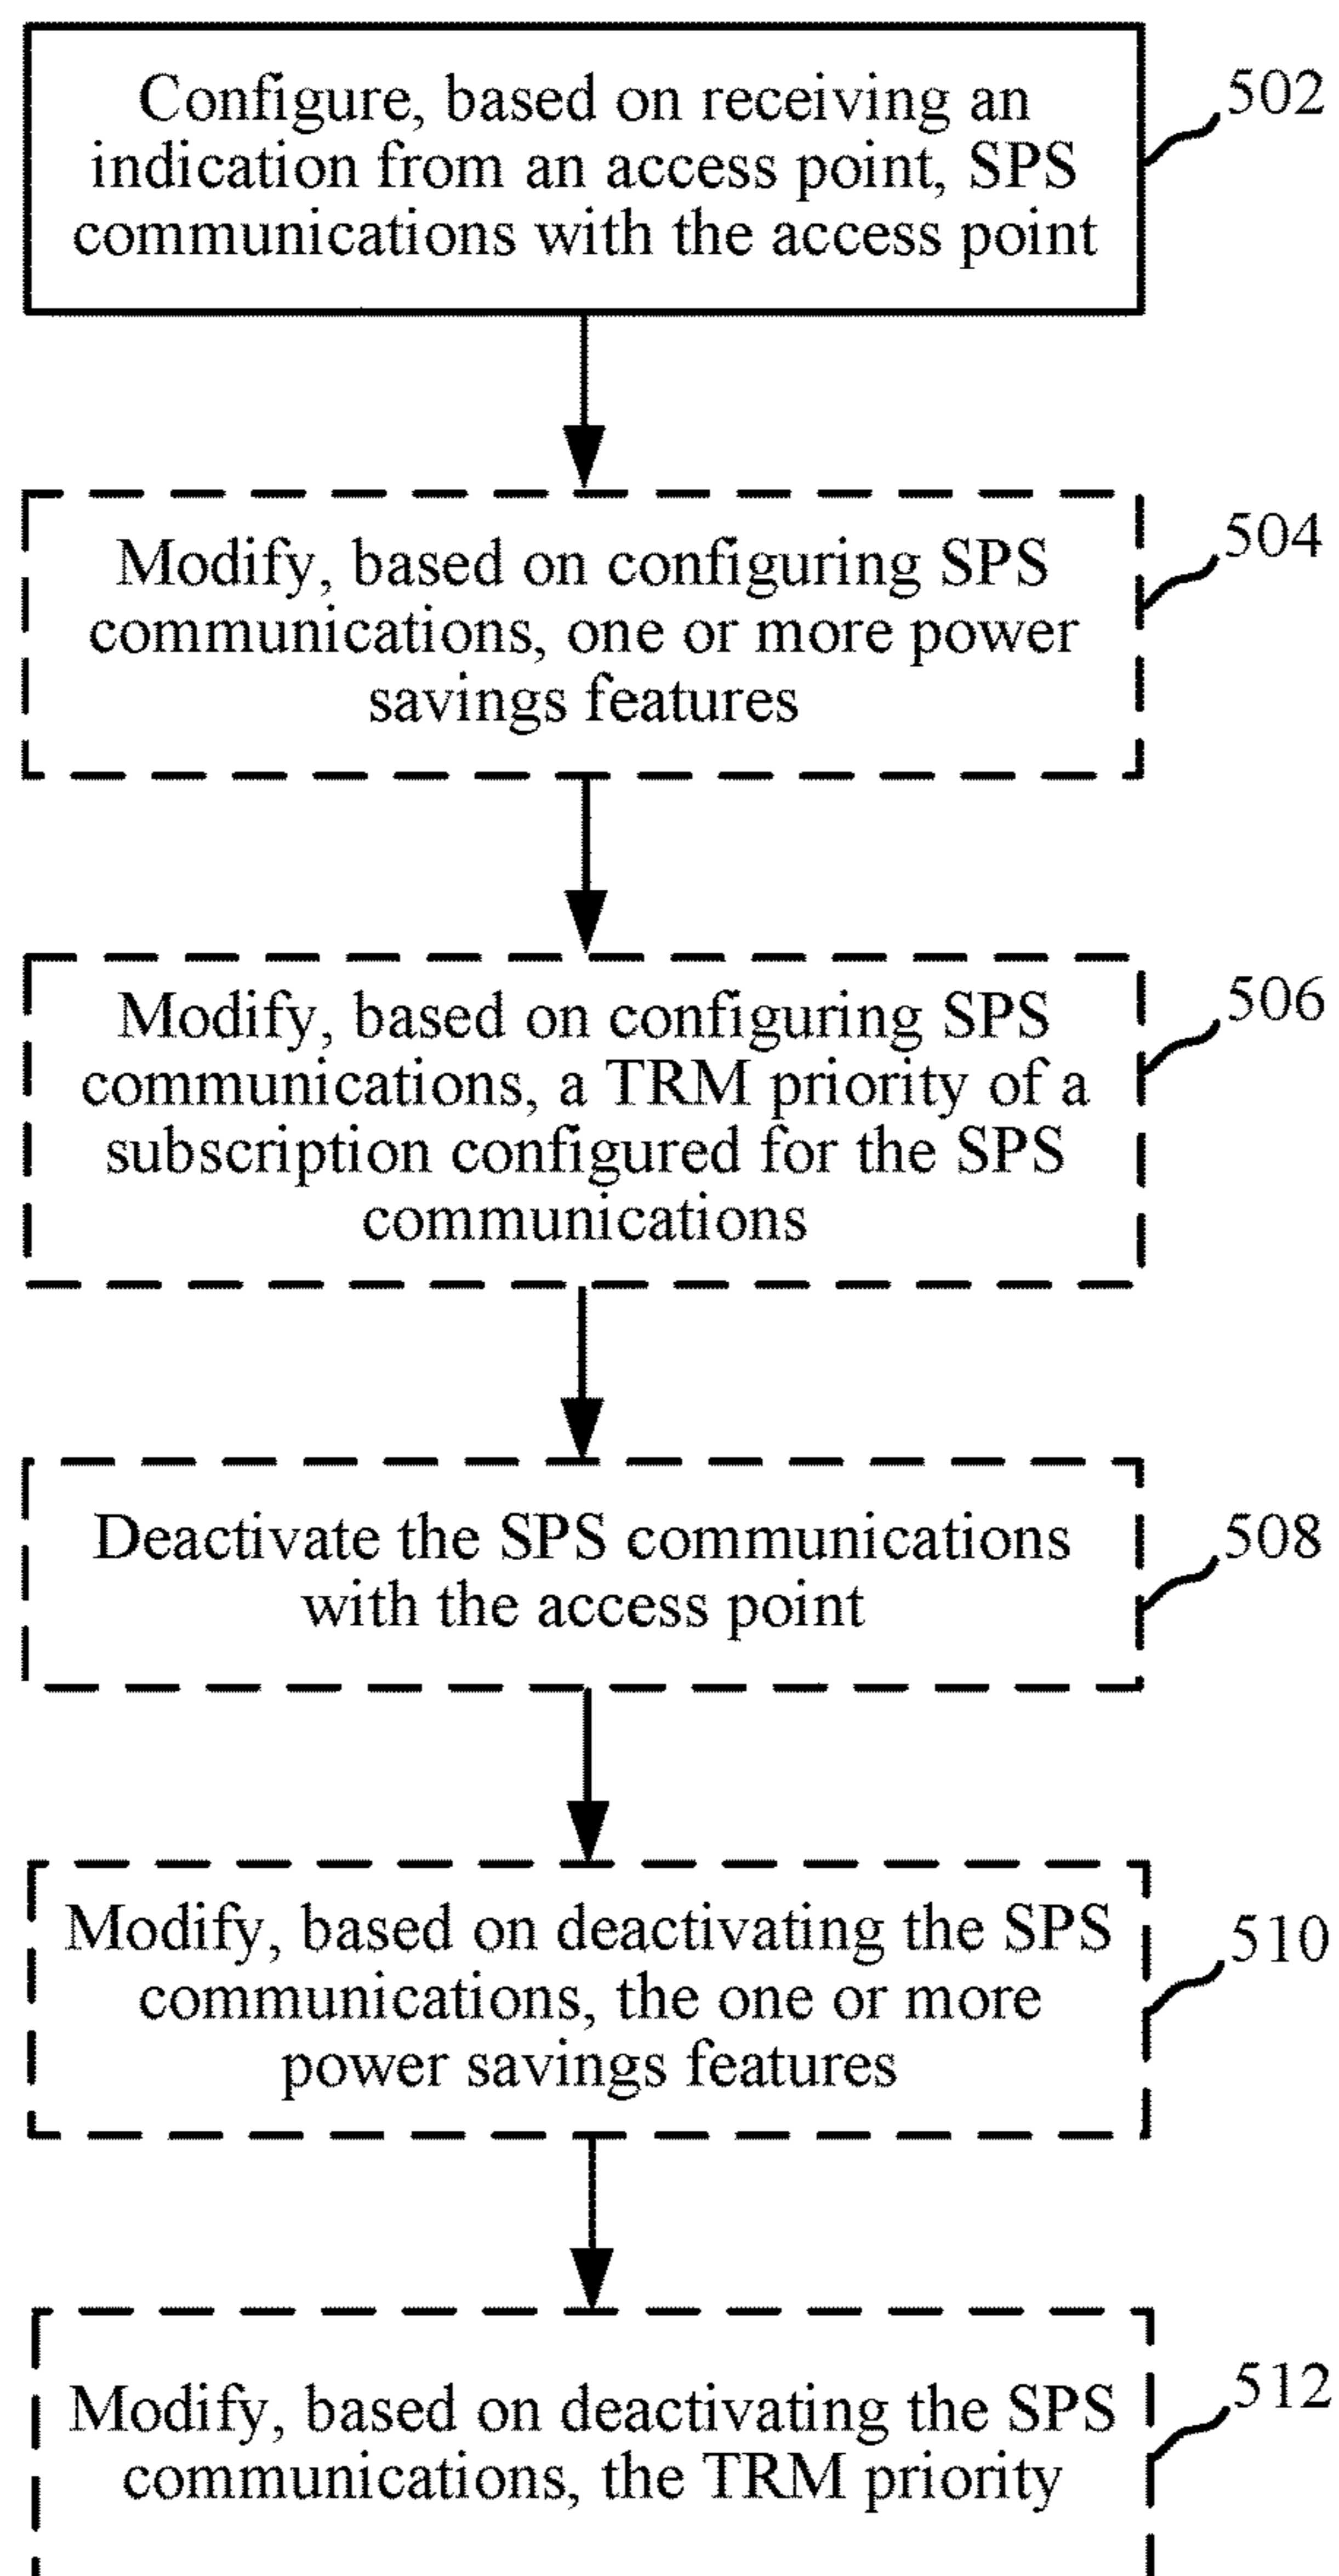 Configure, based on receiving an
indication from an access point, SPS
communications with the access point
502
Modify, based on configuring SPS
communications, one or more power
savings features
504
Modify, based on configuring SPS
communications, a TRM priority of a
subscription configured for the SPS
communications
506
Deactivate the SPS communications
with the access point
508
Modify, based on deactivating the SPS
communications, the one or more
power savings features
510
Modify, based on deactivating the SPS
communications, the TRM priority
512